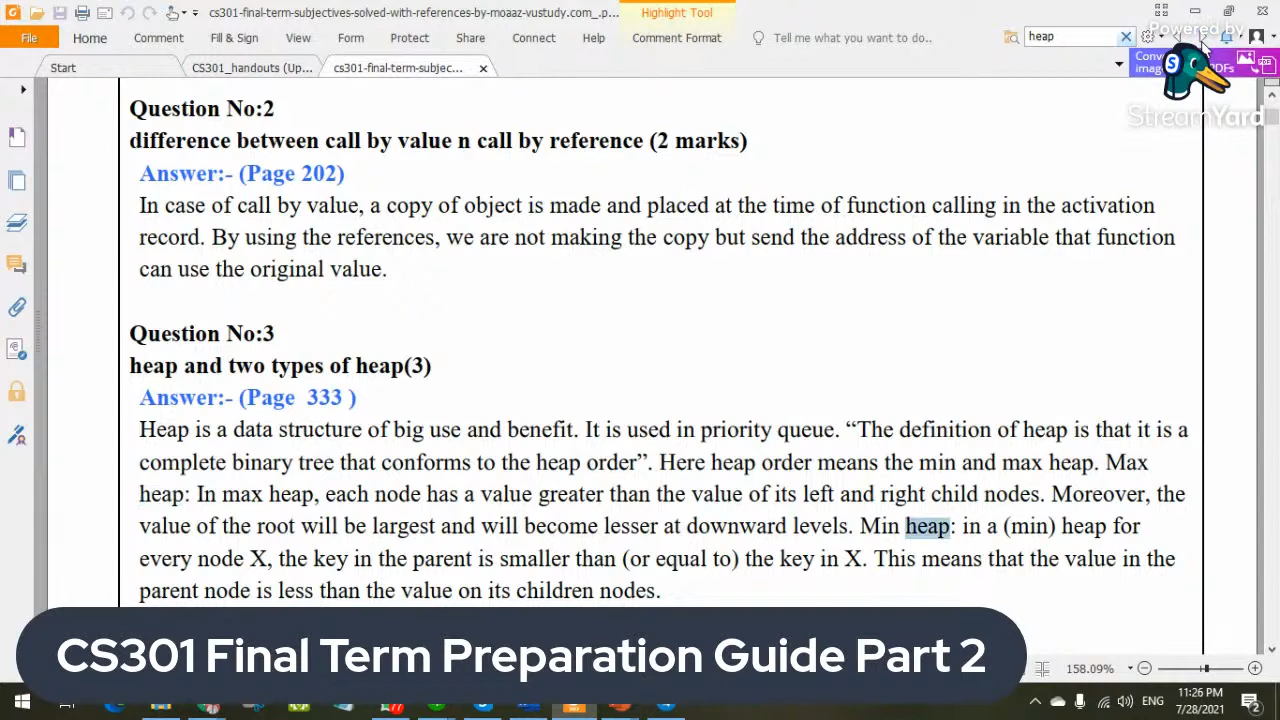 cs301-final-term-subjectives-solved-with-references-by-moaaz-vustudy.com_.p...
Highlight Tool
File Home Comment Fill & Sign View Form Protect Share Connect Help Comment Format Tell me what you want to do.. heap
Powered by
StreamYard
Start CS301_handouts (Up... cs301-final-term-subjec...
Question No:2
difference between call by value n call by reference (2 marks)
Answer:- (Page 202)
In case of call by value, a copy of object is made and placed at the time of function calling in the activation
record. By using the references, we are not making the copy but send the address of the variable that function
can use the original value.
Question No:3
heap and two types of heap(3)
Answer:- (Page 333 )
Heap is a data structure of big use and benefit. It is used in priority queue. “The definition of heap is that it is a
complete binary tree that conforms to the heap order”. Here heap order means the min and max heap. Max
heap: In max heap, each node has a value greater than the value of its left and right child nodes. Moreover, the
value of the root will be largest and will become lesser at downward levels. Min heap: in a (min) heap for
every node X, the key in the parent is smaller than (or equal to) the key in X. This means that the value in the
parent node is less than the value on its children nodes.
CS301 Final Term Preparation Guide Part 2
158.09%
ENG
11:26 PM
7/28/2021